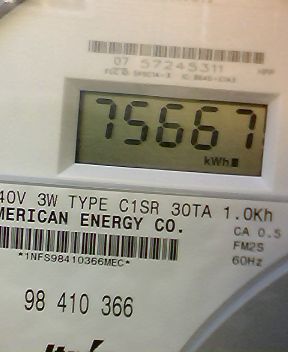 07 57245311
75667
kWh
40V 3W TYPE C1SR 30TA 1.0Kh
MERICAN ENERGY CO.
CA 0.5
FM2S
*1NFS98410366MEC*
60Hz
98 410 366